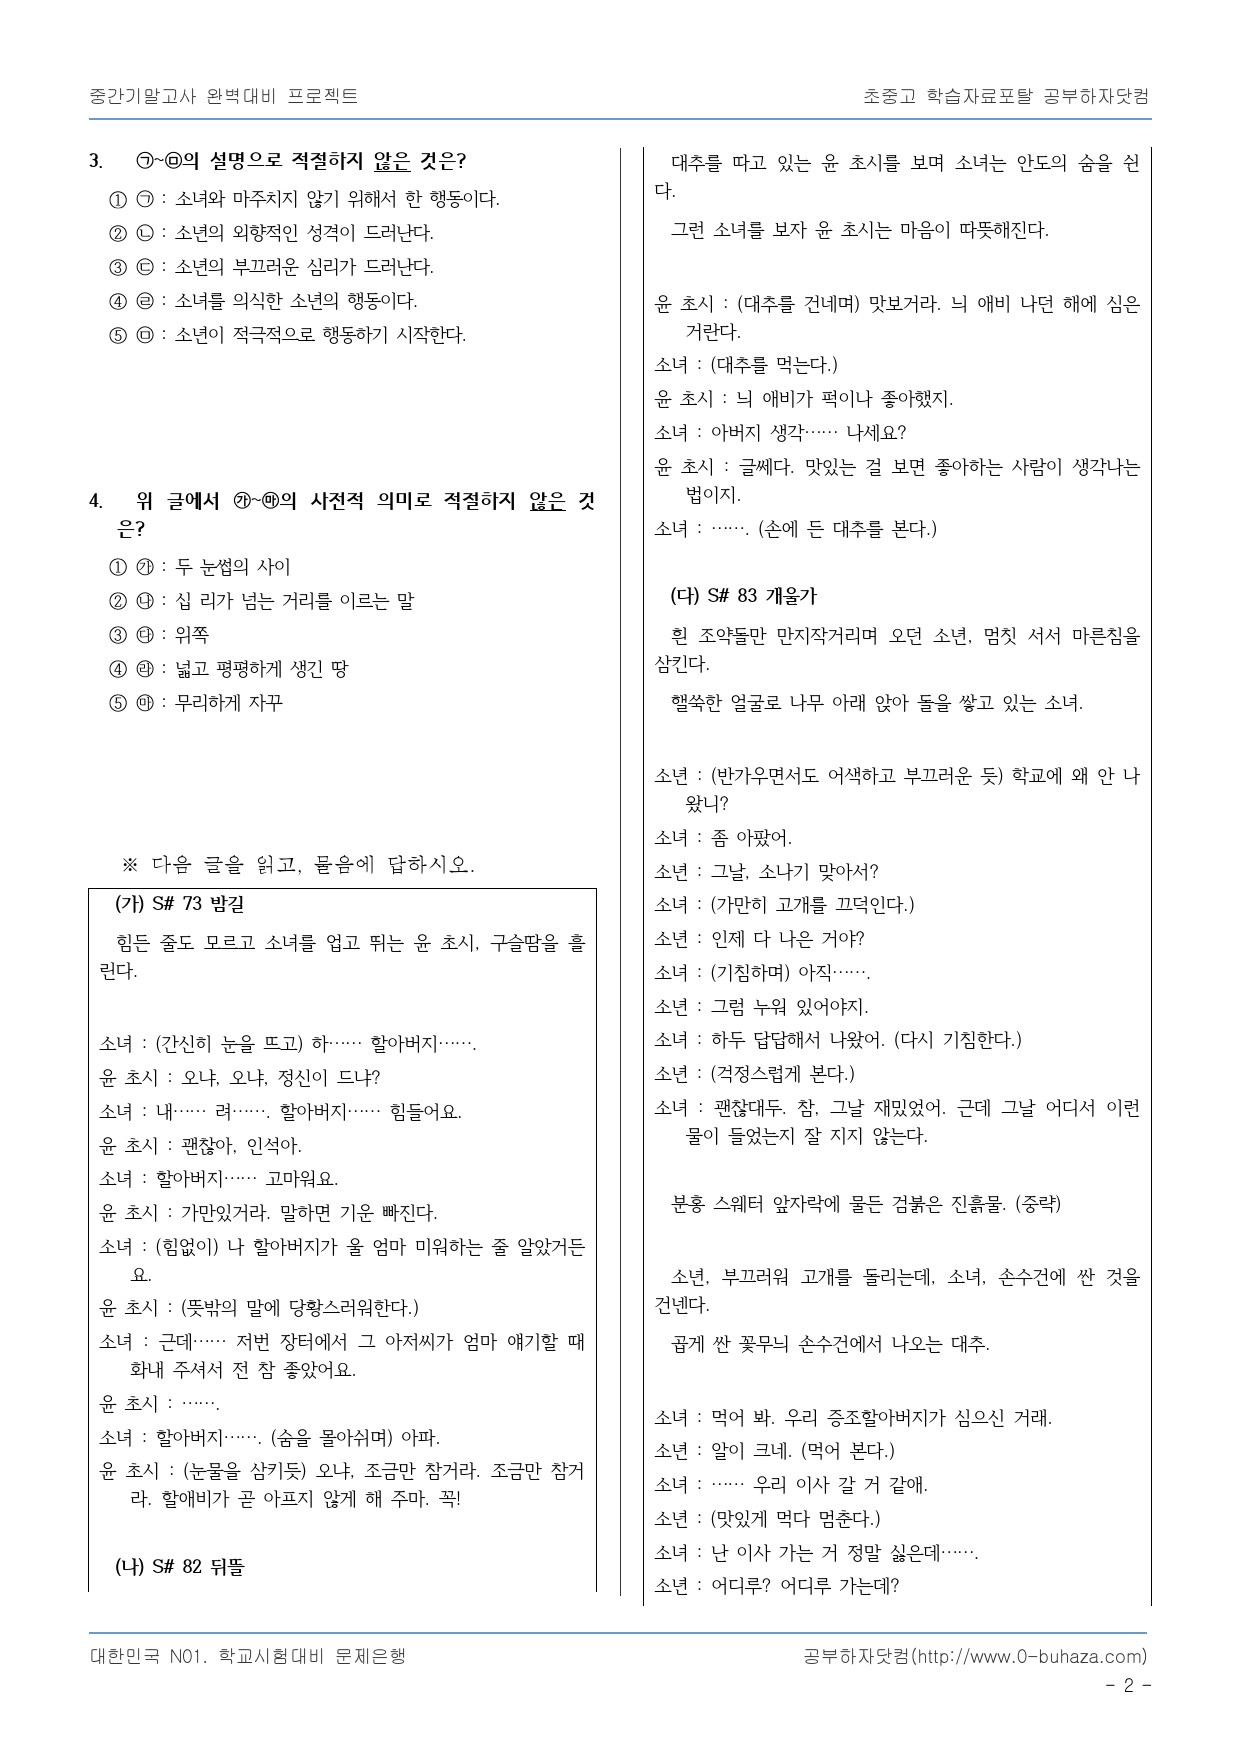 중간기말고사 완벽대비 프로젝트
초중고 학습자료포탈 공부하자닷컴
3. ㉠~㉤의 설명으로 적절하지 않은 것은?
① ㉠ : 소녀와 마주치지 않기 위해서 한 행동이다.
② ㉡ : 소년의 외향적인 성격이 드러난다.
③ ㉢ : 소년의 부끄러운 심리가 드러난다.
④ ㉣ : 소녀를 의식한 소년의 행동이다.
⑤ ㉤ : 소년이 적극적으로 행동하기 시작한다.
4. 위 글에서 ㉮~㉲의 사전적 의미로 적절하지 않은 것
은?
① ㉮ : 두 눈썹의 사이
② ㉯ : 십 리가 넘는 거리를 이르는 말
③ ㉰ : 위쪽
④ ㉱ : 넓고 평평하게 생긴 땅
⑤ ㉲ : 무리하게 자꾸
※ 다음 글을 읽고, 물음에 답하시오.
(가) S# 73 밤길
힘든 줄도 모르고 소녀를 업고 뛰는 윤 초시, 구슬땀을 흘
린다.
소녀 : (간신히 눈을 뜨고) 하…… 할아버지…….
윤 초시 : 오냐, 오냐, 정신이 드냐?
소녀 : 내…… 려……. 할아버지…… 힘들어요.
윤 초시 : 괜찮아, 인석아.
소녀 : 할아버지…… 고마워요.
윤 초시 : 가만있거라. 말하면 기운 빠진다.
소녀 : (힘없이) 나 할아버지가 울 엄마 미워하는 줄 알았거든
요.
윤 초시 : (뜻밖의 말에 당황스러워한다.)
소녀 : 근데…… 저번 장터에서 그 아저씨가 엄마 얘기할 때
화내 주셔서 전 참 좋았어요.
윤 초시 : …….
소녀 : 할아버지……. (숨을 몰아쉬며) 아파.
윤 초시 : (눈물을 삼키듯) 오냐, 조금만 참거라. 조금만 참거
라. 할애비가 곧 아프지 않게 해 주마. 꼭!
(나) S# 82 뒤뜰
대추를 따고 있는 윤 초시를 보며 소녀는 안도의 숨을 쉰
다.
그런 소녀를 보자 윤 초시는 마음이 따뜻해진다.
윤 초시 : (대추를 건네며) 맛보거라. 늬 애비 나던 해에 심은
거란다.
소녀 : (대추를 먹는다.)
윤 초시 : 늬 애비가 퍽이나 좋아했지.
소녀 : 아버지 생각…… 나세요?
윤 초시 : 글쎄다. 맛있는 걸 보면 좋아하는 사람이 생각나는
법이지.
소녀 : ……. (손에 든 대추를 본다.)
(다) S# 83 개울가
흰 조약돌만 만지작거리며 오던 소년, 멈칫 서서 마른침을
삼킨다.
핼쑥한 얼굴로 나무 아래 앉아 돌을 쌓고 있는 소녀.
소년 : (반가우면서도 어색하고 부끄러운 듯) 학교에 왜 안 나
왔니?
소녀 : 좀 아팠어.
소년 : 그날, 소나기 맞아서?
소녀 : (가만히 고개를 끄덕인다.)
소년 : 인제 다 나은 거야?
소녀 : (기침하며) 아직…….
소년 : 그럼 누워 있어야지.
소녀 : 하두 답답해서 나왔어. (다시 기침한다.)
소년 : (걱정스럽게 본다.)
소녀 : 괜찮대두. 참, 그날 재밌었어. 근데 그날 어디서 이런
물이 들었는지 잘 지지 않는다.
분홍 스웨터 앞자락에 물든 검붉은 진흙물. (중략)
소년, 부끄러워 고개를 돌리는데, 소녀, 손수건에 싼 것을
건넨다.
곱게 싼 꽃무늬 손수건에서 나오는 대추.
소녀 : 먹어 봐. 우리 증조할아버지가 심으신 거래.
소년 : 알이 크네. (먹어 본다.)
소녀 : …… 우리 이사 갈 거 같애.
소년 : (맛있게 먹다 멈춘다.)
소녀 : 난 이사 가는 거 정말 싫은데…….
소년 : 어디루? 어디루 가는데?
대한민국 N01. 학교시험대비 문제은행
공부하자닷컴(http://www.0-buhaza.com)
- 2 -